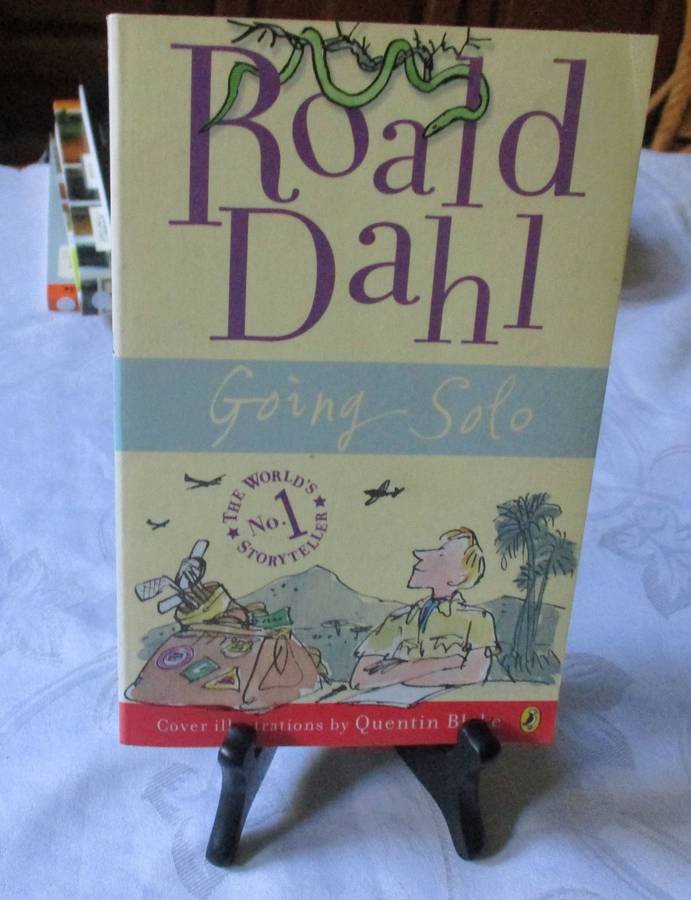 Roald
Dahl
Going Solo
THE WORLD'S
No. 1
STORYTELLER
Cover illustrations by Quentin Blake